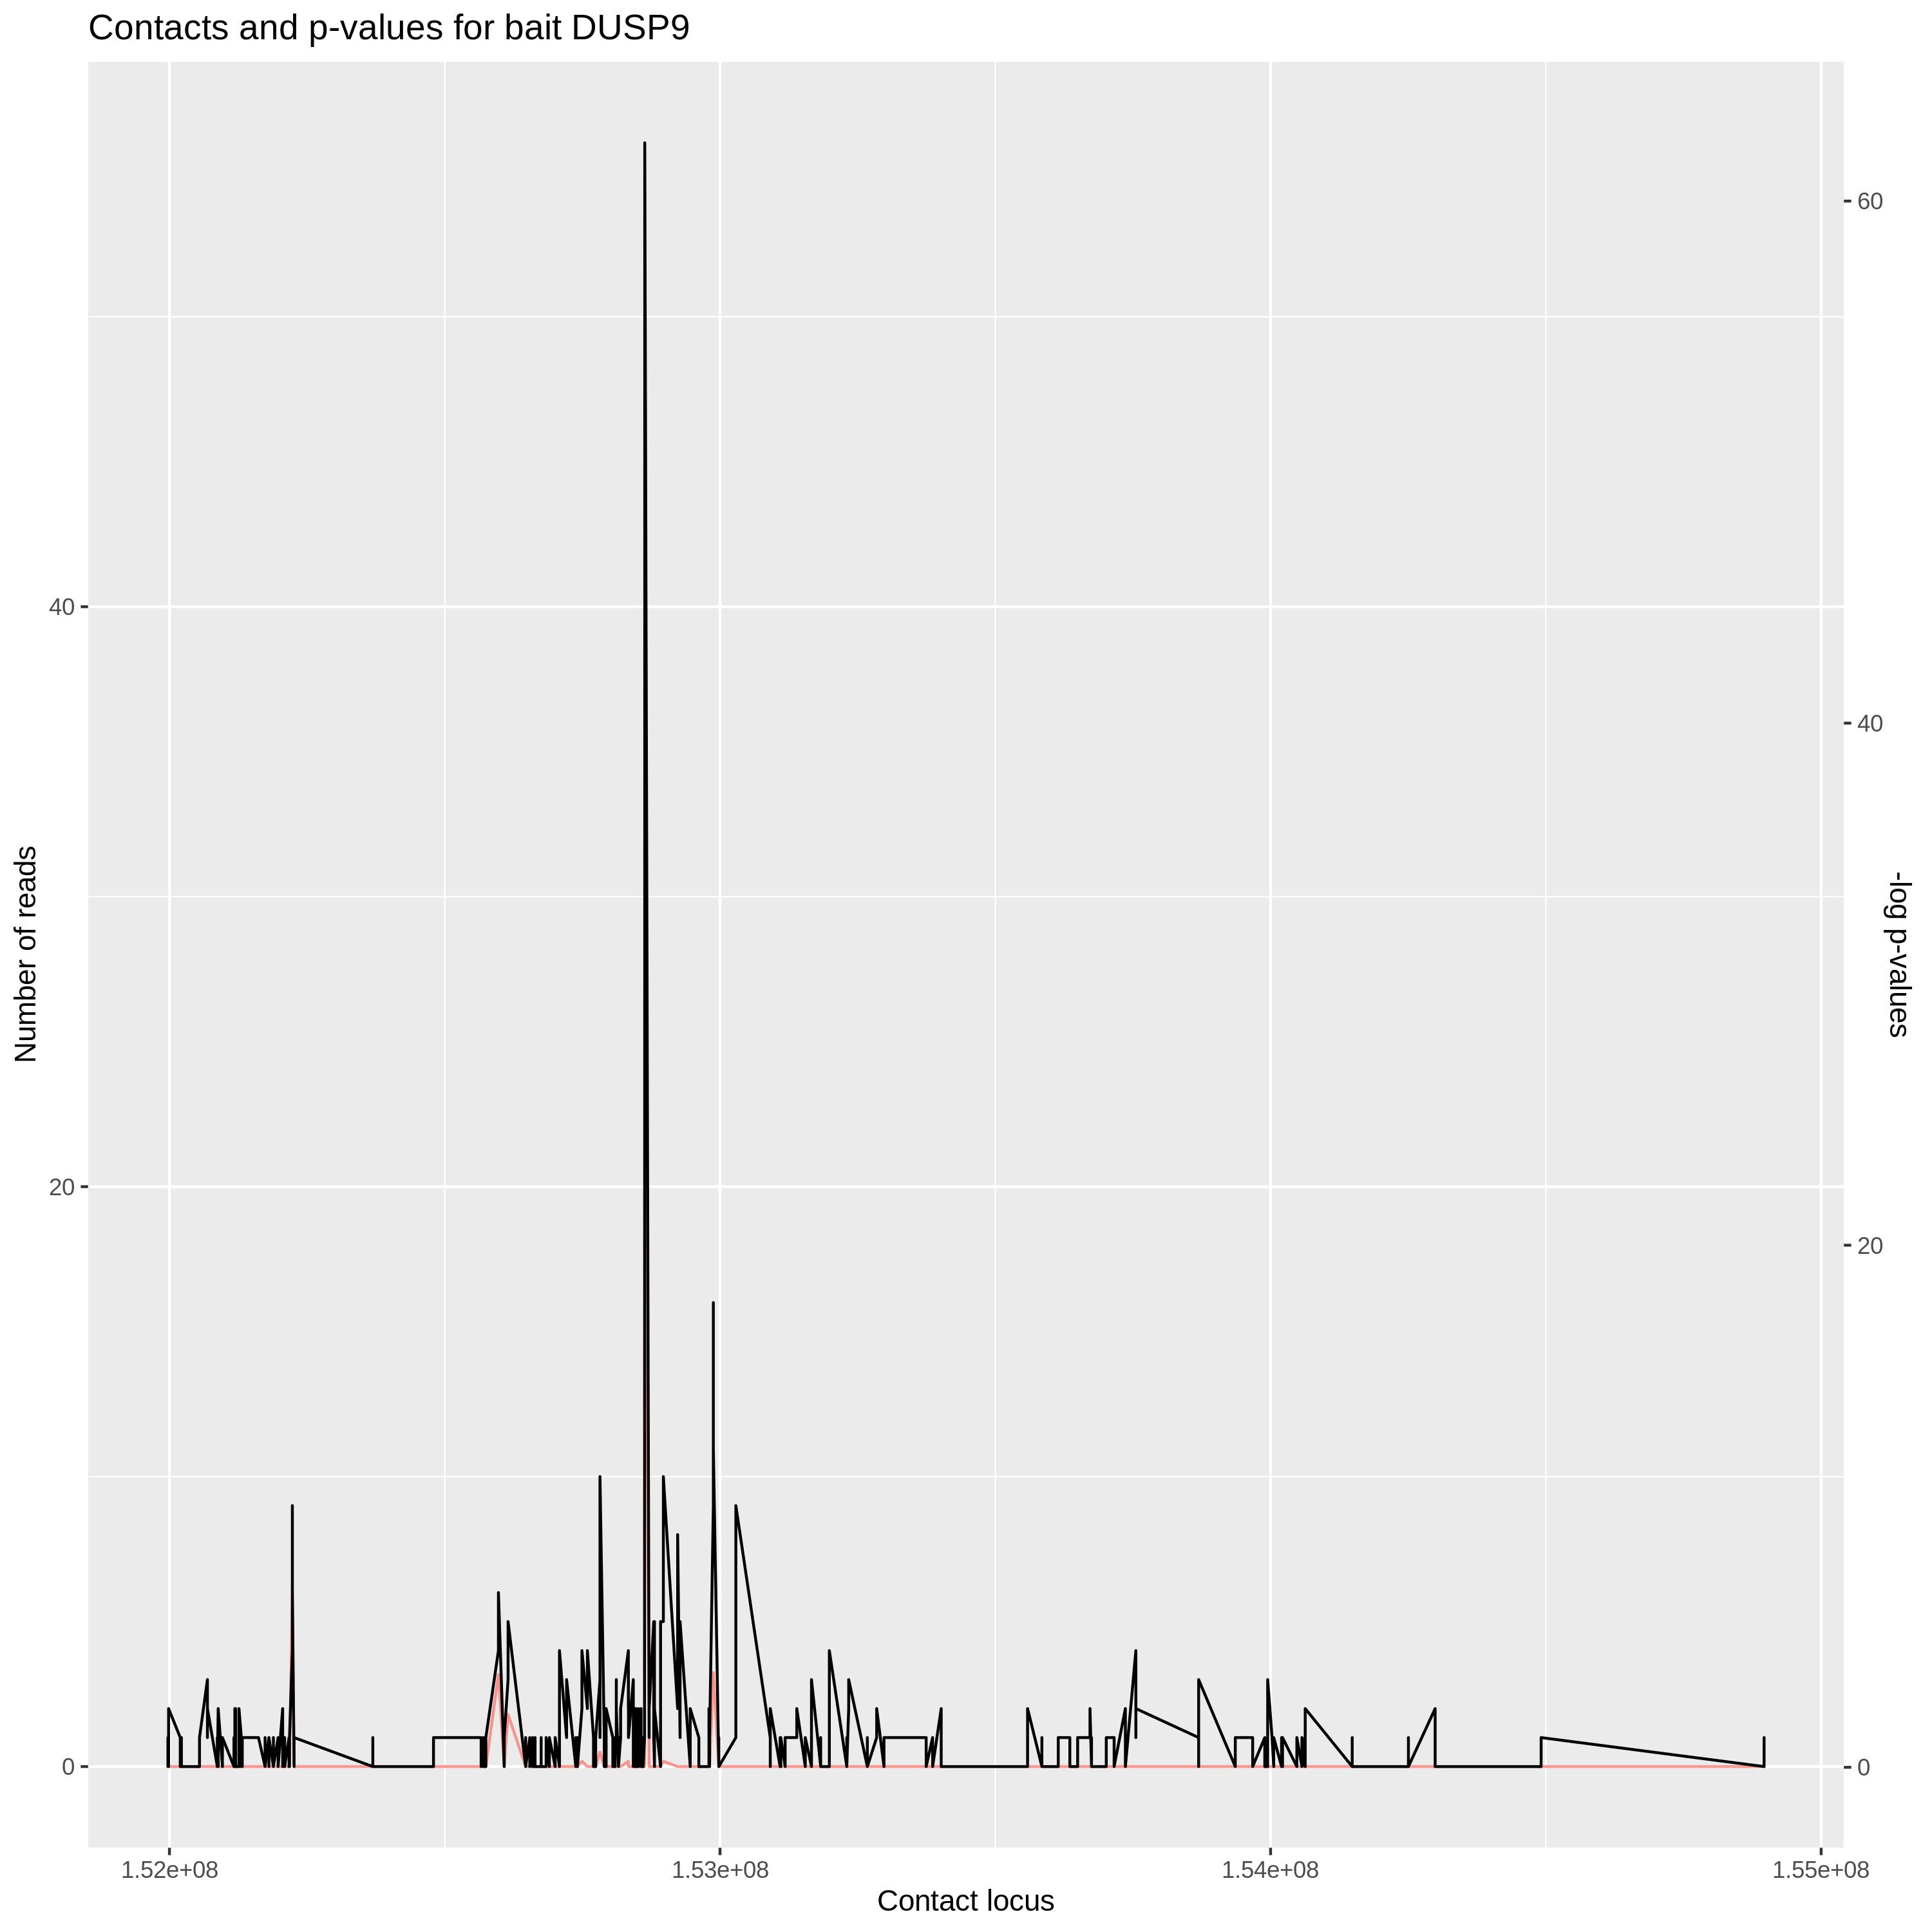 Contacts and p-values for bait DUSP9
Number of reads
40
20
0
60
40
20
0
-log p-values
1.52e+08 1.53e+08 1.54e+08 1.55e+08
Contact locus